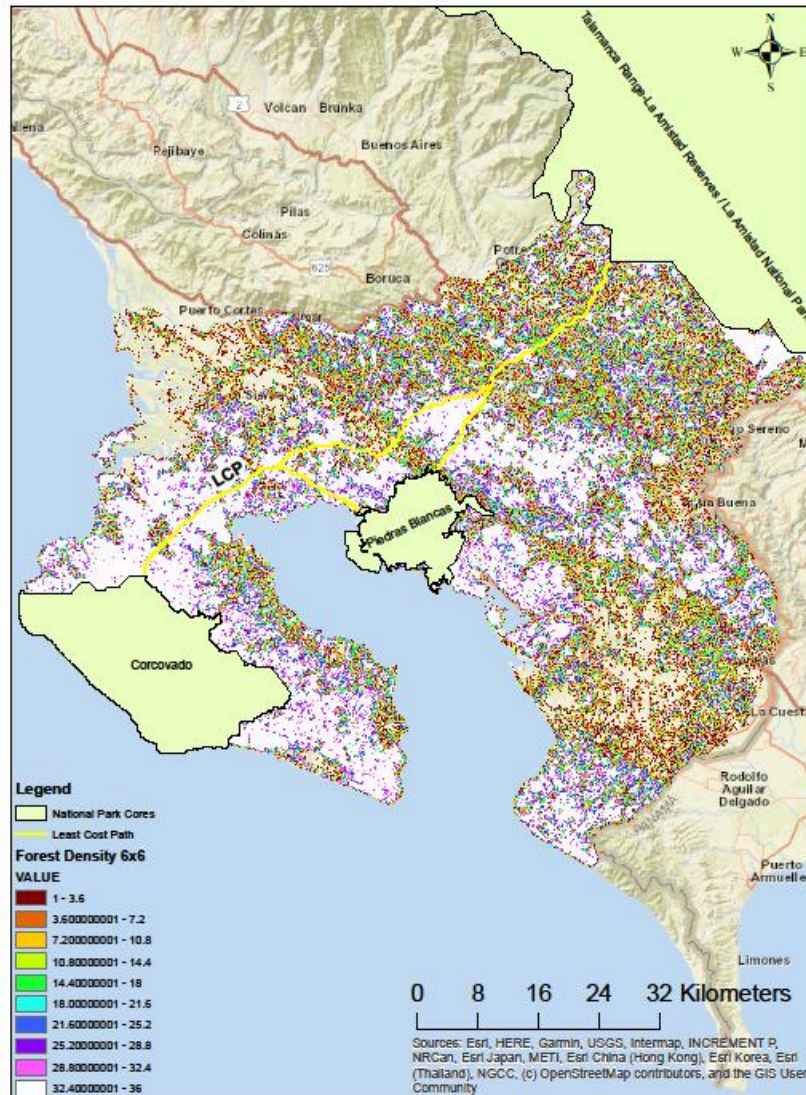 N
W
E
S
Talamanca Range-La Amistad Reserves / La Amistad National Park
2
Volcan Brunka
Pejibaye
Buenos Aires
Pilas
Colinas
625
Boruca
Puerto Cortes
LCP
Piedras Blancas
Sereno
Buena
Corcovado
La Cuest
Rodolfo
Aguilar
Delgado
PANAMA
Puerto
Armuelle
Limones
Legend
National Park Cores
Least Cost Path
Forest Density 6x6
VALUE
1 - 3.6
3.600000001 - 7.2
7.200000001 - 10.8
10.80000001 - 14.4
14.40000001 - 18
18.00000001 - 21.6
21.60000001 - 25.2
25.20000001 - 28.8
28.80000001 - 32.4
32.40000001 - 36
0 8 16 24 32 Kilometers
Sources: Esri, HERE, Garmin, USGS, Intermap, INCREMENT P,
NRCan, Esri Japan, METI, Esri China (Hong Kong), Esri Korea, Esri
(Thailand), NGCC, (c) OpenStreetMap contributors, and the GIS User
Community